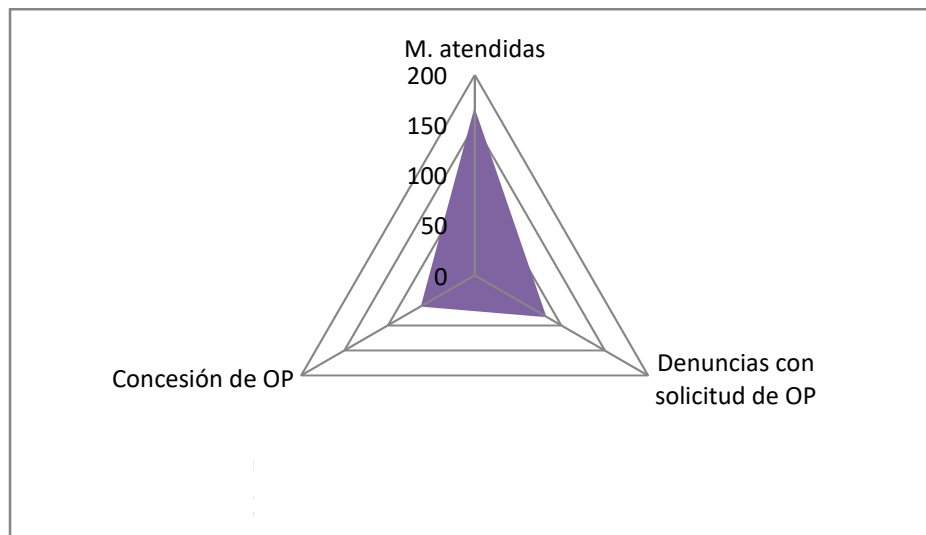 M. atendidas
200
150
100
50
0
Concesión de OP
Denuncias con
solicitud de OP